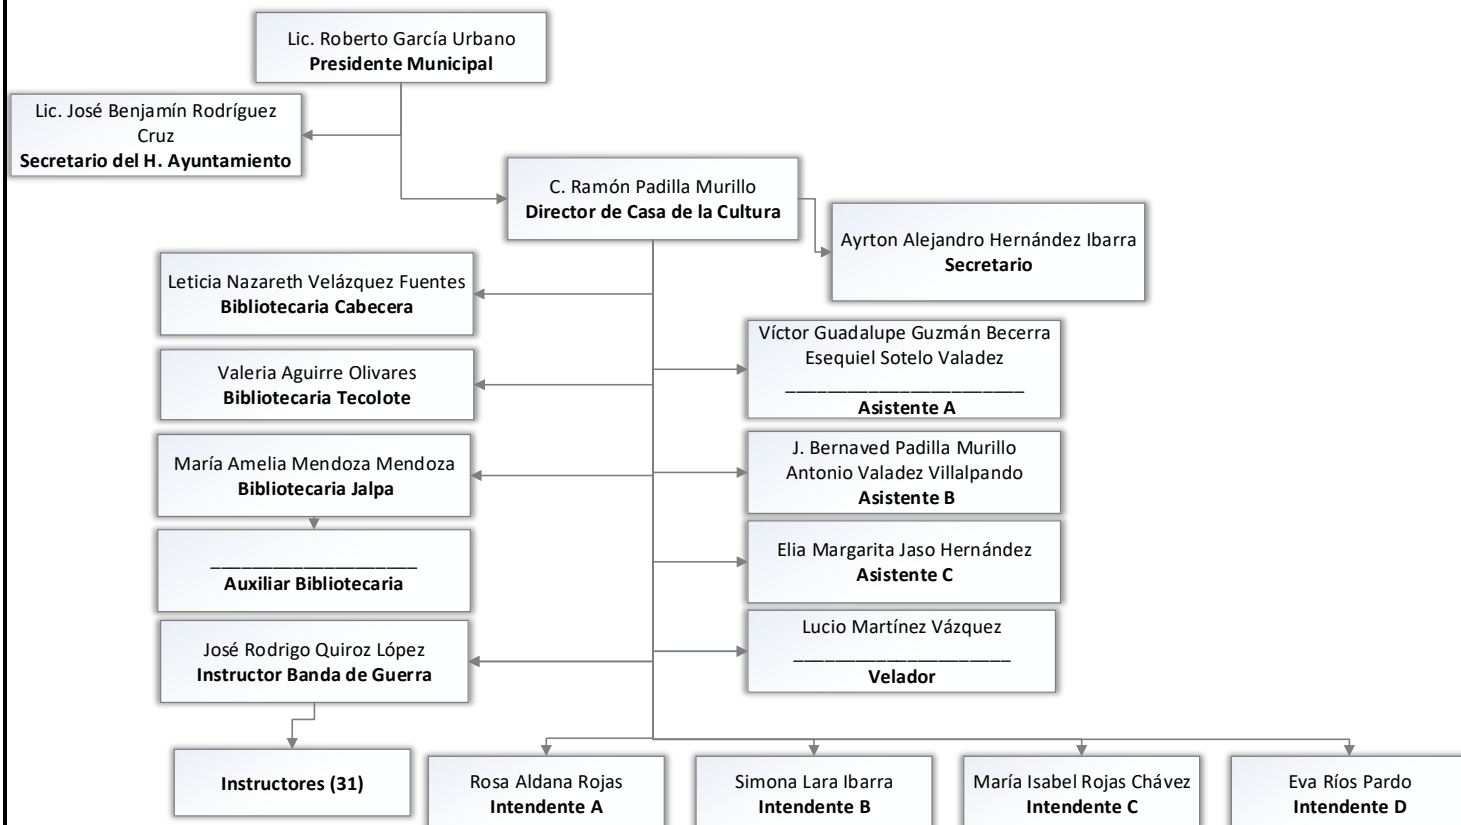 Lic. Roberto García Urbano
Presidente Municipal
Lic. José Benjamín Rodríguez
Cruz
Secretario del H. Ayuntamiento
C. Ramón Padilla Murillo
Director de Casa de la Cultura
Ayrton Alejandro Hernández Ibarra
Secretario
Leticia Nazareth Velázquez Fuentes
Bibliotecaria Cabecera
Víctor Guadalupe Guzmán Becerra
Esequiel Sotelo Valadez
_______________________
Asistente A
Valeria Aguirre Olivares
Bibliotecaria Tecolote
J. Bernaved Padilla Murillo
Antonio Valadez Villalpando
Asistente B
María Amelia Mendoza Mendoza
Bibliotecaria Jalpa
____________________
Auxiliar Bibliotecaria
Elia Margarita Jaso Hernández
Asistente C
José Rodrigo Quiroz López
Instructor Banda de Guerra
Lucio Martínez Vázquez
_____________________
Velador
Instructores (31)
Rosa Aldana Rojas
Intendente A
Simona Lara Ibarra
Intendente B
María Isabel Rojas Chávez
Intendente C
Eva Ríos Pardo
Intendente D